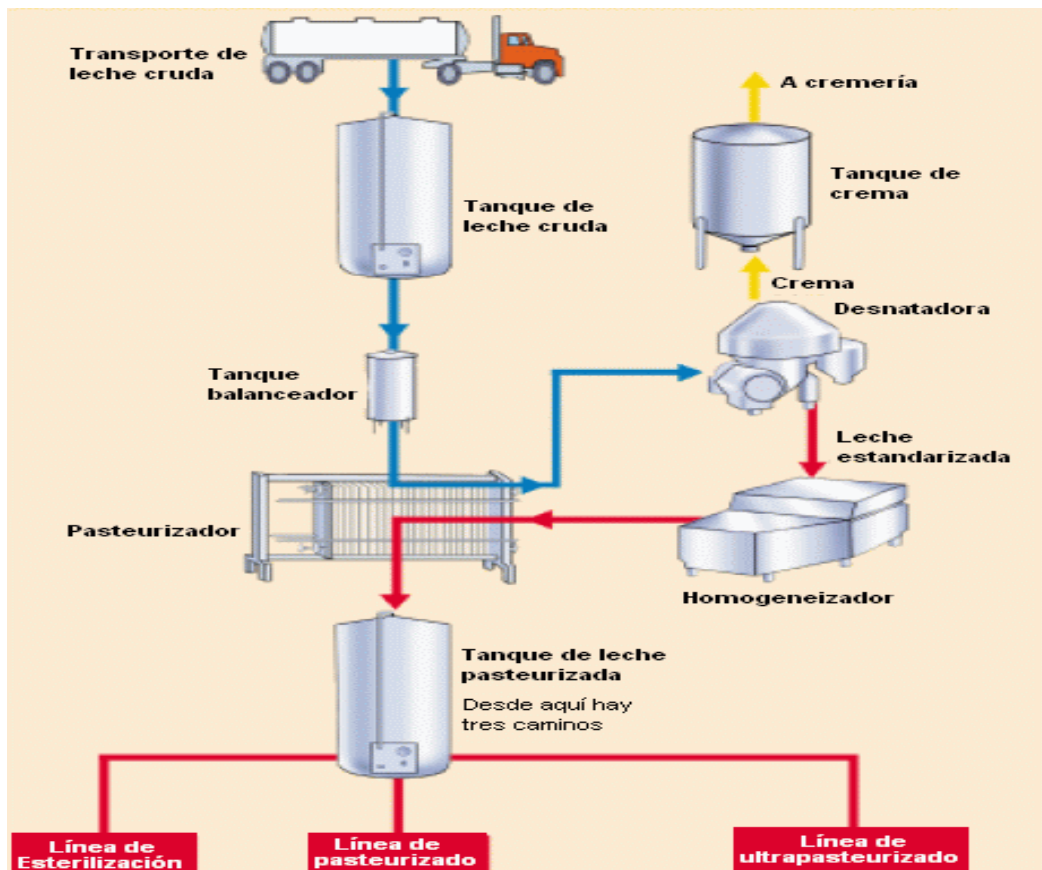 Transporte de
leche cruda
A cremería
Tanque de
crema
Tanque de
leche cruda
Crema
Desnatadora
Tanque
balanceador
Leche
estandarizada
Pasteurizador
Homogeneizador
Tanque de leche
pasteurizada
Desde aquí hay
tres caminos
Línea de
Esterilización
Línea de
pasteurizado
Línea de
ultrapasteurizado